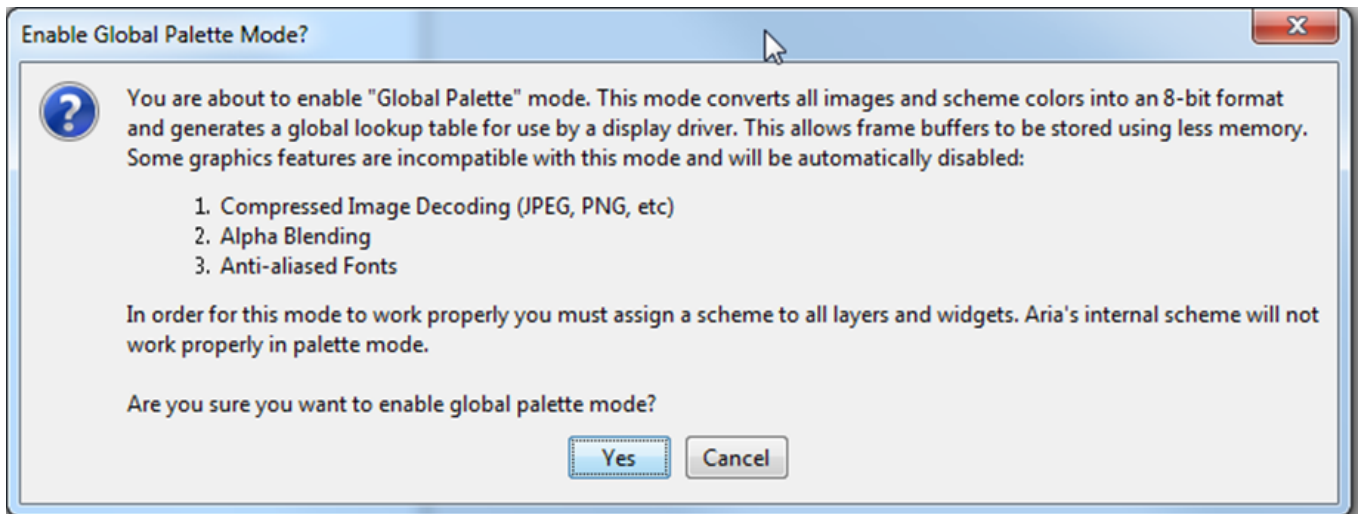 Enable Global Palette Mode?
You are about to enable "Global Palette" mode. This mode converts all images and scheme colors into an 8-bit format
and generates a global lookup table for use by a display driver. This allows frame buffers to be stored using less memory.
Some graphics features are incompatible with this mode and will be automatically disabled:
1. Compressed Image Decoding (JPEG, PNG, etc)
2. Alpha Blending
3. Anti-aliased Fonts
In order for this mode to work properly you must assign a scheme to all layers and widgets. Aria's internal scheme will not
work properly in palette mode.
Are you sure you want to enable global palette mode?
Yes Cancel